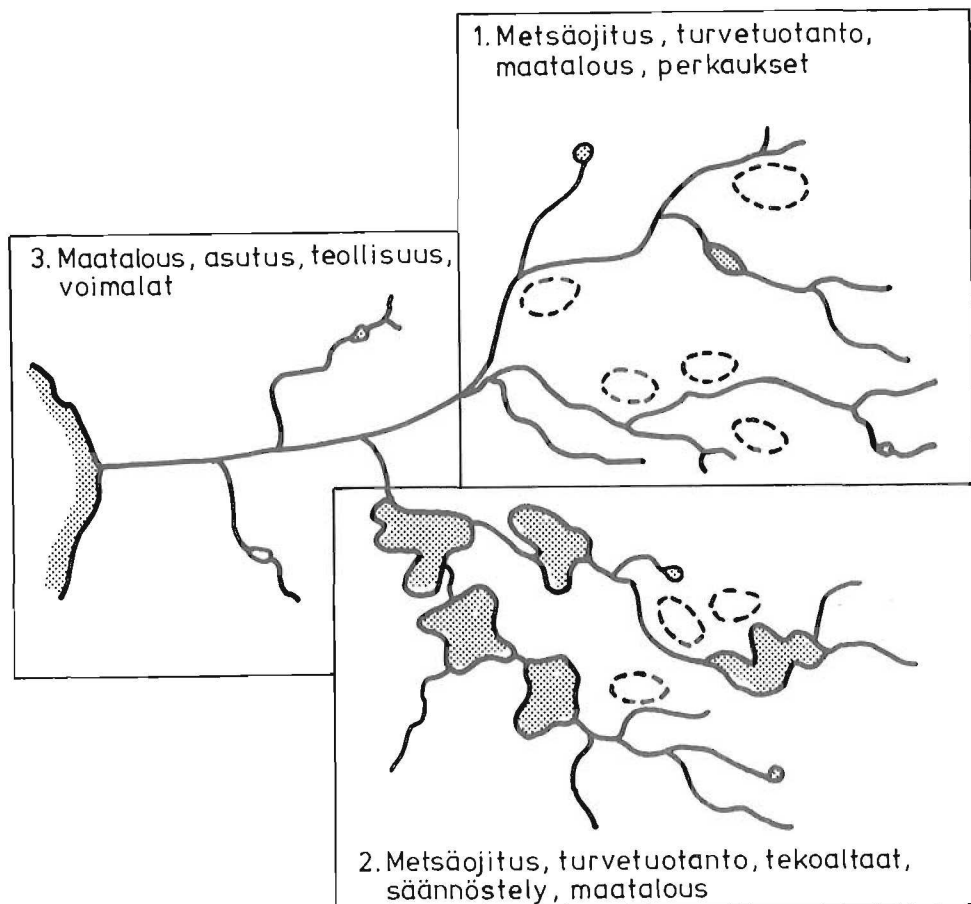 1. Metsäojitus, turvetuotanto,
maatalous, perkaukset
3. Maatalous, asutus, teollisuus,
voimalat
2. Metsäojitus, turvetuotanto, tekoaltaat,
säännöstely, maatalous